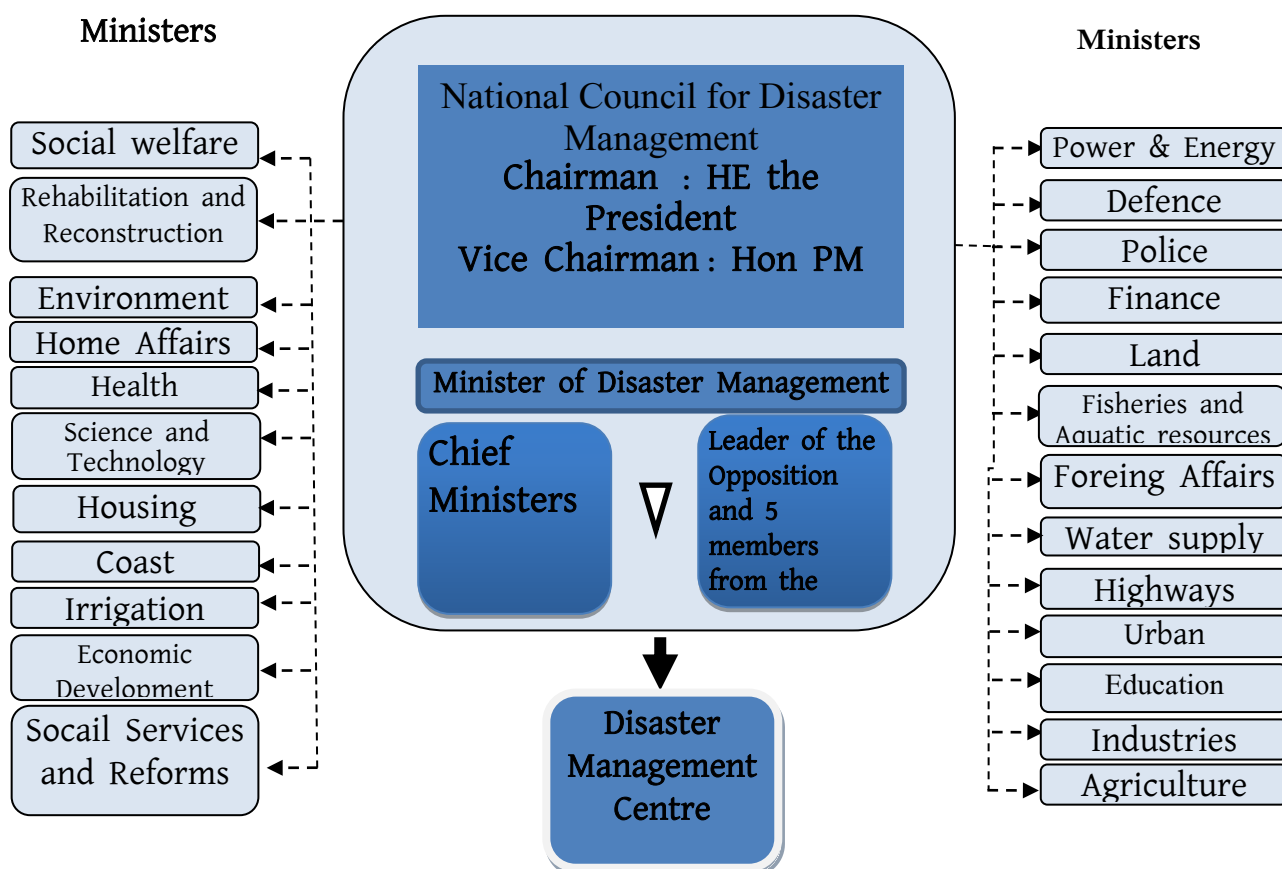 Ministers
Social welfare
Rehabilitation and
Reconstruction
Environment
Home Affairs
Health
Science and
Technology
Housing
Coast
Irrigation
Economic
Development
Socail Services
and Reforms
National Council for Disaster
Management
Chairman : HE the
President
Vice Chairman : Hon PM
Minister of Disaster Management
Chief
Ministers
Leader of the
Opposition
and 5
members
from the
Disaster
Management
Centre
Ministers
Power & Energy
Defence
Police
Finance
Land
Fisheries and
Aquatic resources
Foreing Affairs
Water supply
Highways
Urban
Education
Industries
Agriculture